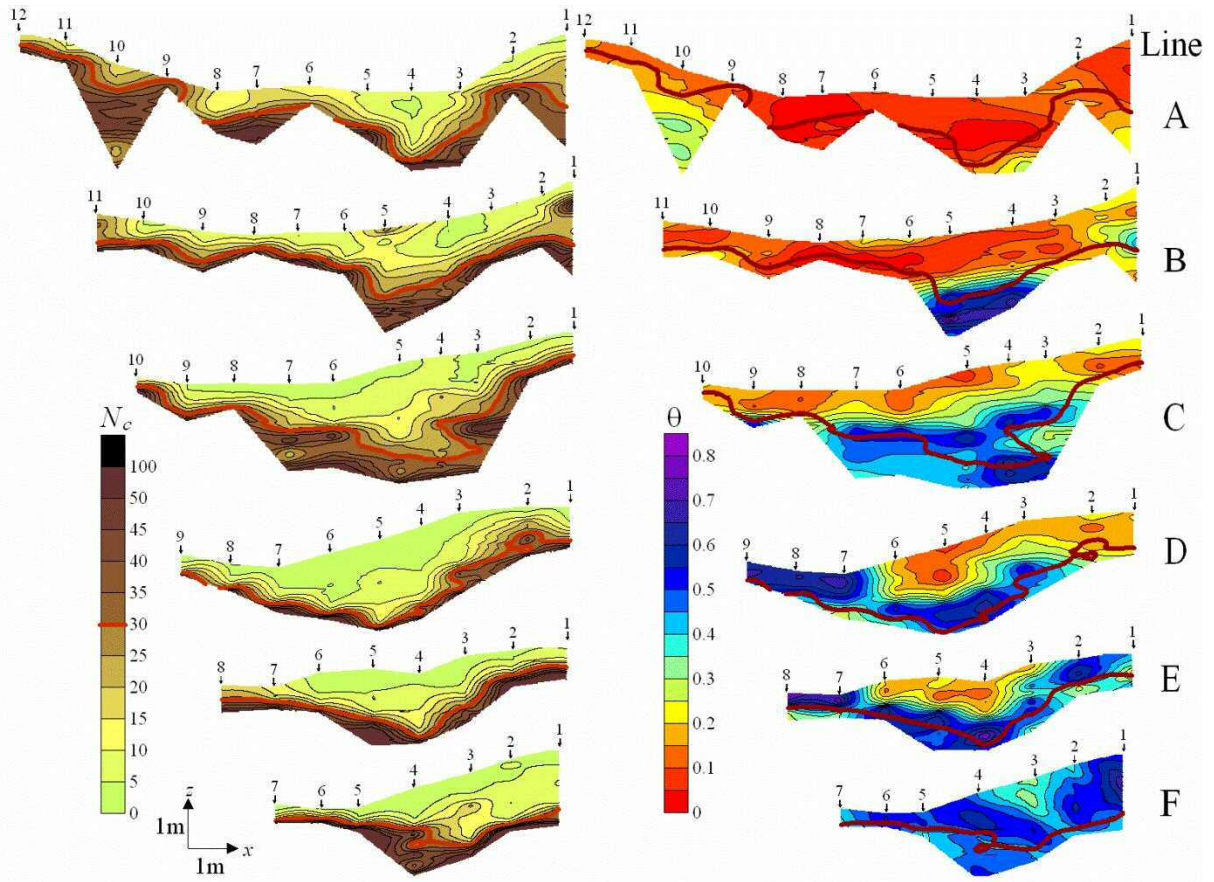 12 11 10 9 8 7 6 5 4 3 2 1
12 11 10 9 8 7 6 5 4 3 2 1
Line
A
11 10 9 8 7 6 5 4 3 2 1
11 10 9 8 7 6 5 4 3 2 1
B
10 9 8 7 6 5 4 3 2 1
10 9 8 7 6 5 4 3 2 1
C
N_c
100
50
45
40
35
30
25
20
15
10
5
0
θ
0.8
0.7
0.6
0.5
0.4
0.3
0.2
0.1
0
9 8 7 6 5 4 3 2 1
9 8 7 6 5 4 3 2 1
D
8 7 6 5 4 3 2 1
8 7 6 5 4 3 2 1
E
7 6 5 4 3 2 1
7 6 5 4 3 2 1
F
z
1m
x
1m